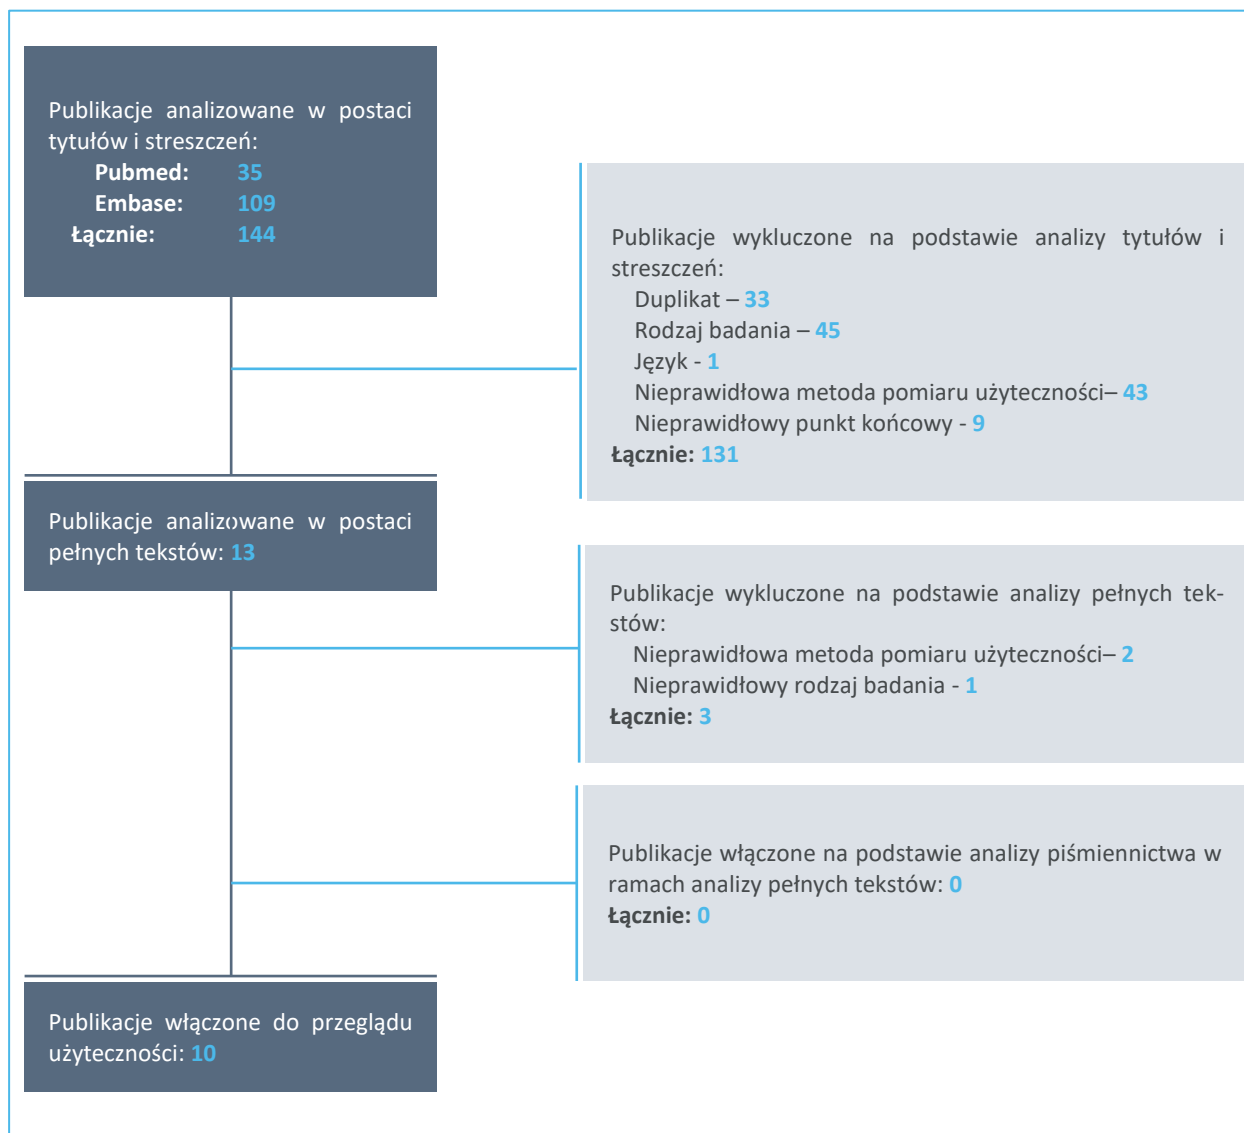 Publikacje analizowane w postaci
tytułów i streszczeń:
Pubmed: 35
Embase: 109
Łącznie: 144
Publikacje wykluczone na podstawie analizy tytułów i
streszczeń:
Duplikat – 33
Rodzaj badania – 45
Język - 1
Nieprawidłowa metoda pomiaru użyteczności– 43
Nieprawidłowy punkt końcowy - 9
Łącznie: 131
Publikacje analizowane w postaci
pełnych tekstów: 13
Publikacje wykluczone na podstawie analizy pełnych tek-
stów:
Nieprawidłowa metoda pomiaru użyteczności– 2
Nieprawidłowy rodzaj badania - 1
Łącznie: 3
Publikacje włączone na podstawie analizy piśmiennictwa w
ramach analizy pełnych tekstów: 0
Łącznie: 0
Publikacje włączone do przeglądu
użyteczności: 10